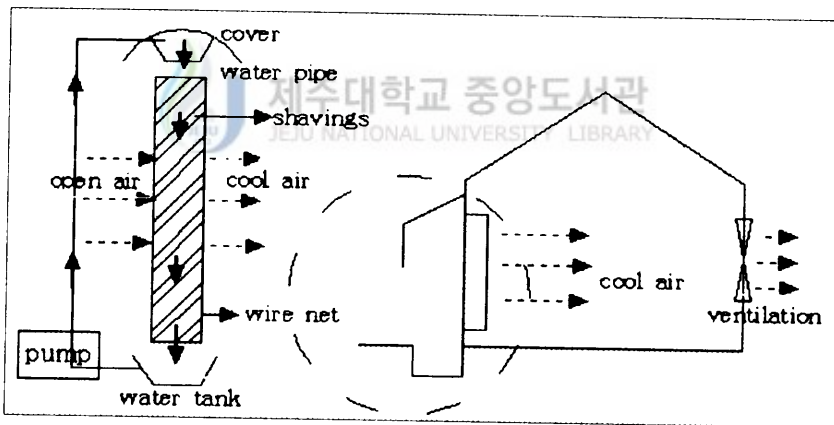 cover
water pipe
제주대학교 중앙도서관
JEJU NATIONAL UNIVERSITY LIBRARY
shavings
open air
cool air
cool air
wire net
ventilation
pump
water tank